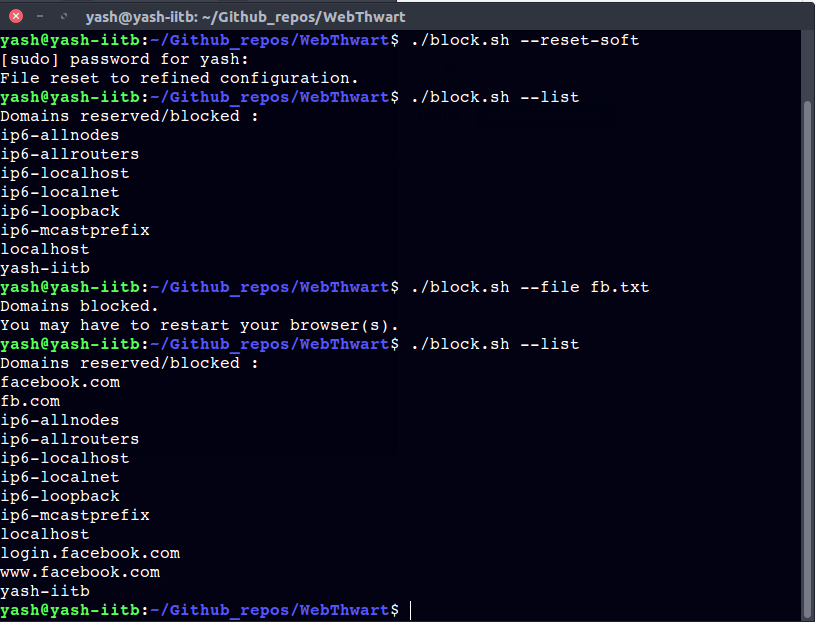 yash@yash-iitb: ~/Github_repos/WebThwart
yash@yash-iitb:~/Github_repos/WebThwart$ ./block.sh --reset-soft
[sudo] password for yash:
File reset to refined configuration.
yash@yash-iitb:~/Github_repos/WebThwart$ ./block.sh --list
Domains reserved/blocked :
ip6-allnodes
ip6-allrouters
ip6-localhost
ip6-localnet
ip6-loopback
ip6-mcastprefix
localhost
yash-iitb
yash@yash-iitb:~/Github_repos/WebThwart$ ./block.sh --file fb.txt
Domains blocked.
You may have to restart your browser(s).
yash@yash-iitb:~/Github_repos/WebThwart$ ./block.sh --list
Domains reserved/blocked :
facebook.com
fb.com
ip6-allnodes
ip6-allrouters
ip6-localhost
ip6-localnet
ip6-loopback
ip6-mcastprefix
localhost
login.facebook.com
www.facebook.com
yash-iitb
yash@yash-iitb:~/Github_repos/WebThwart$